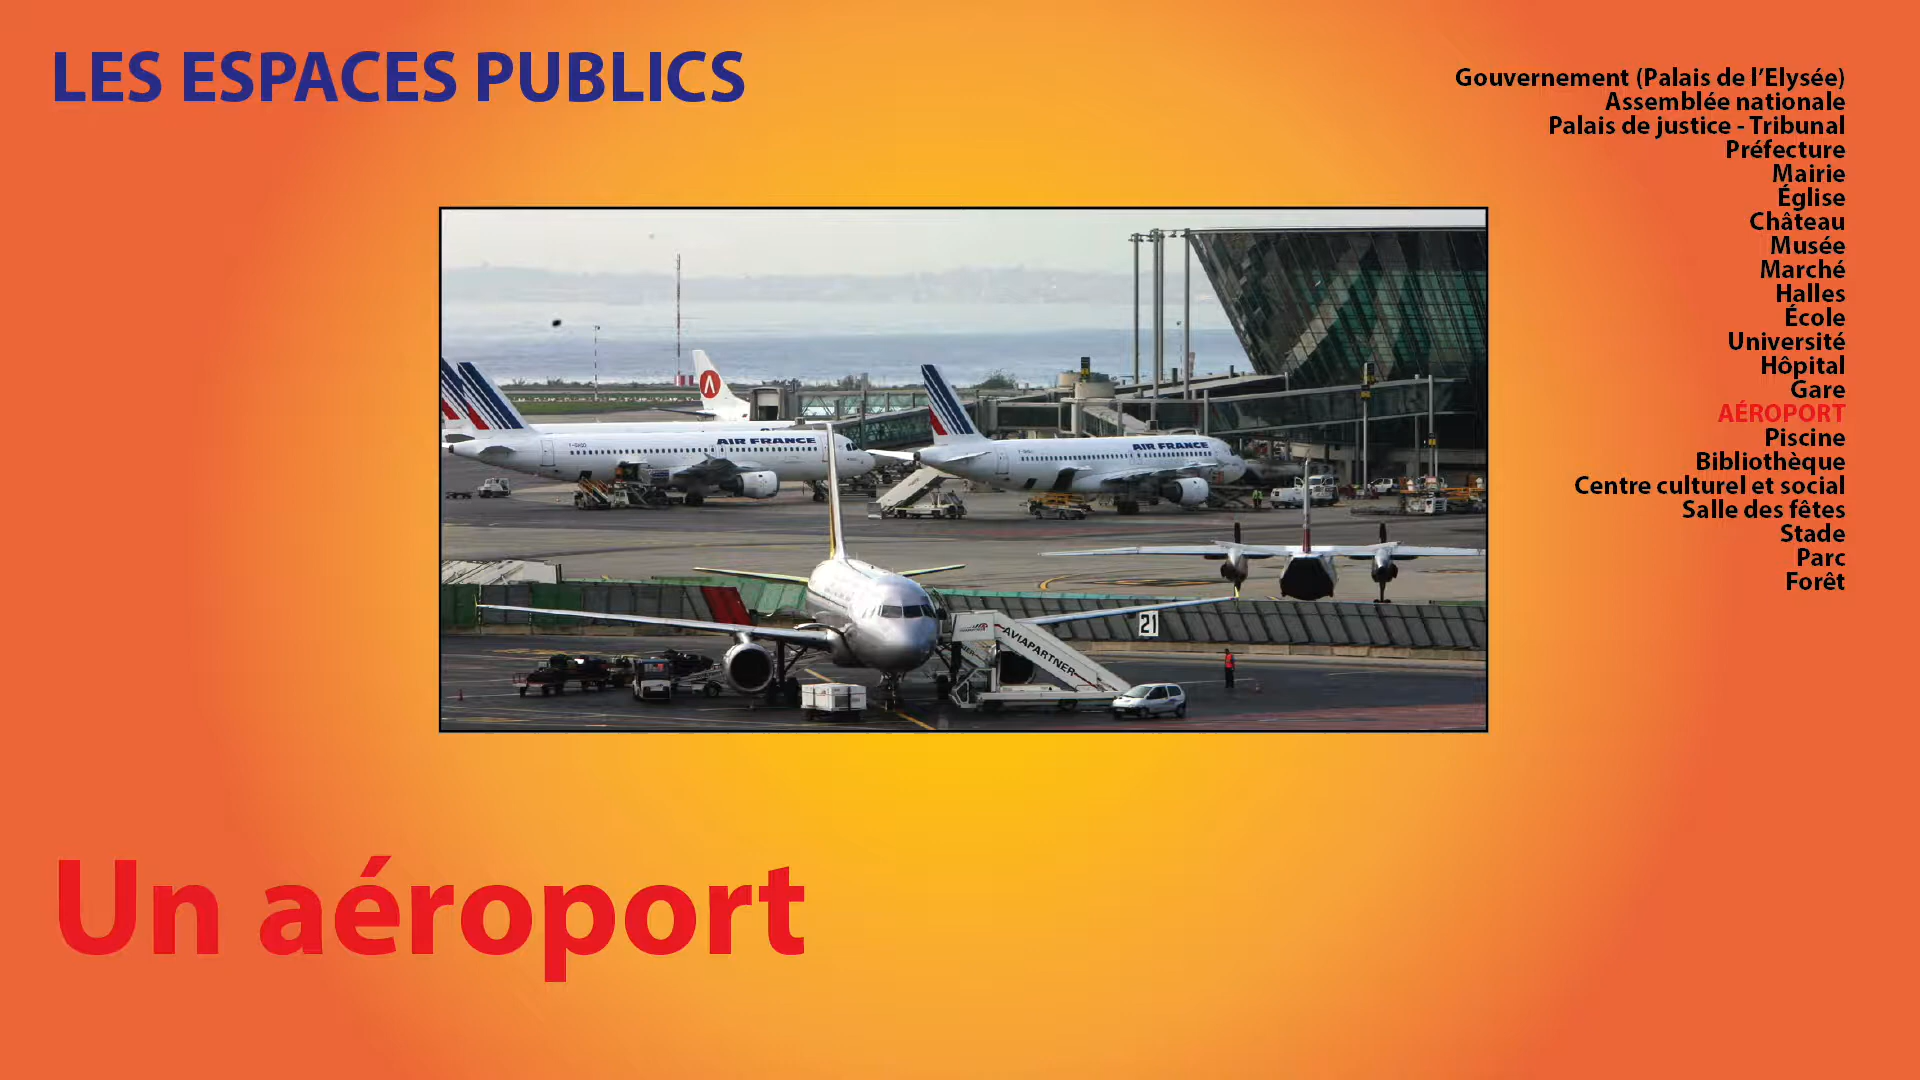 LES ESPACES PUBLICS
Gouvernement (Palais de l’Elysée)
Assemblée nationale
Palais de justice - Tribunal
Préfecture
Mairie
Église
Château
Musée
Marché
Halles
École
Université
Hôpital
Gare
AÉROPORT
Piscine
Bibliothèque
Centre culturel et social
Salle des fêtes
Stade
Parc
Forêt
AIR FRANCE
AIR FRANCE
21
AVIAPARTNER
Un aéroport